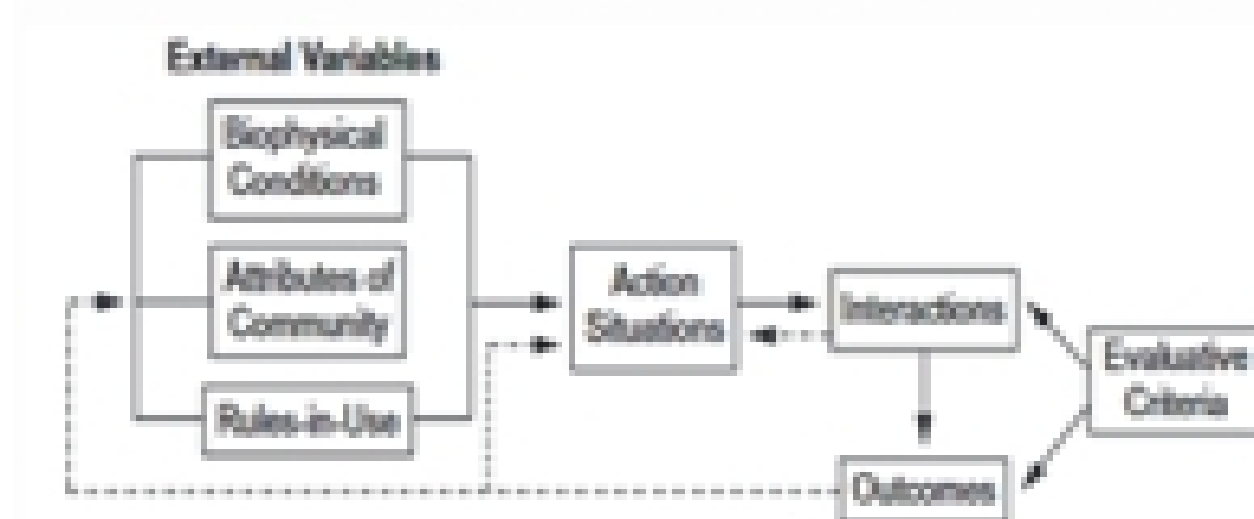 External Variables
Biophysical
Conditions
Attributes of
Community
Rules-in-Use
Action
Situations
Interactions
Outcomes
Evaluative
Criteria